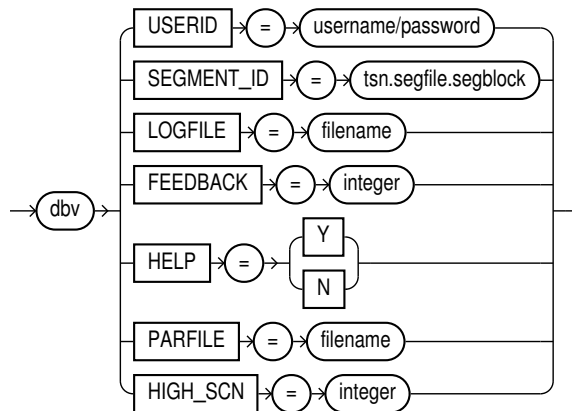 USERID = username/password
SEGMENT_ID = tsn.segfile.segblock
LOGFILE = filename
FEEDBACK = integer
dbv
Y
HELP =
N
PARFILE = filename
HIGH_SCN = integer